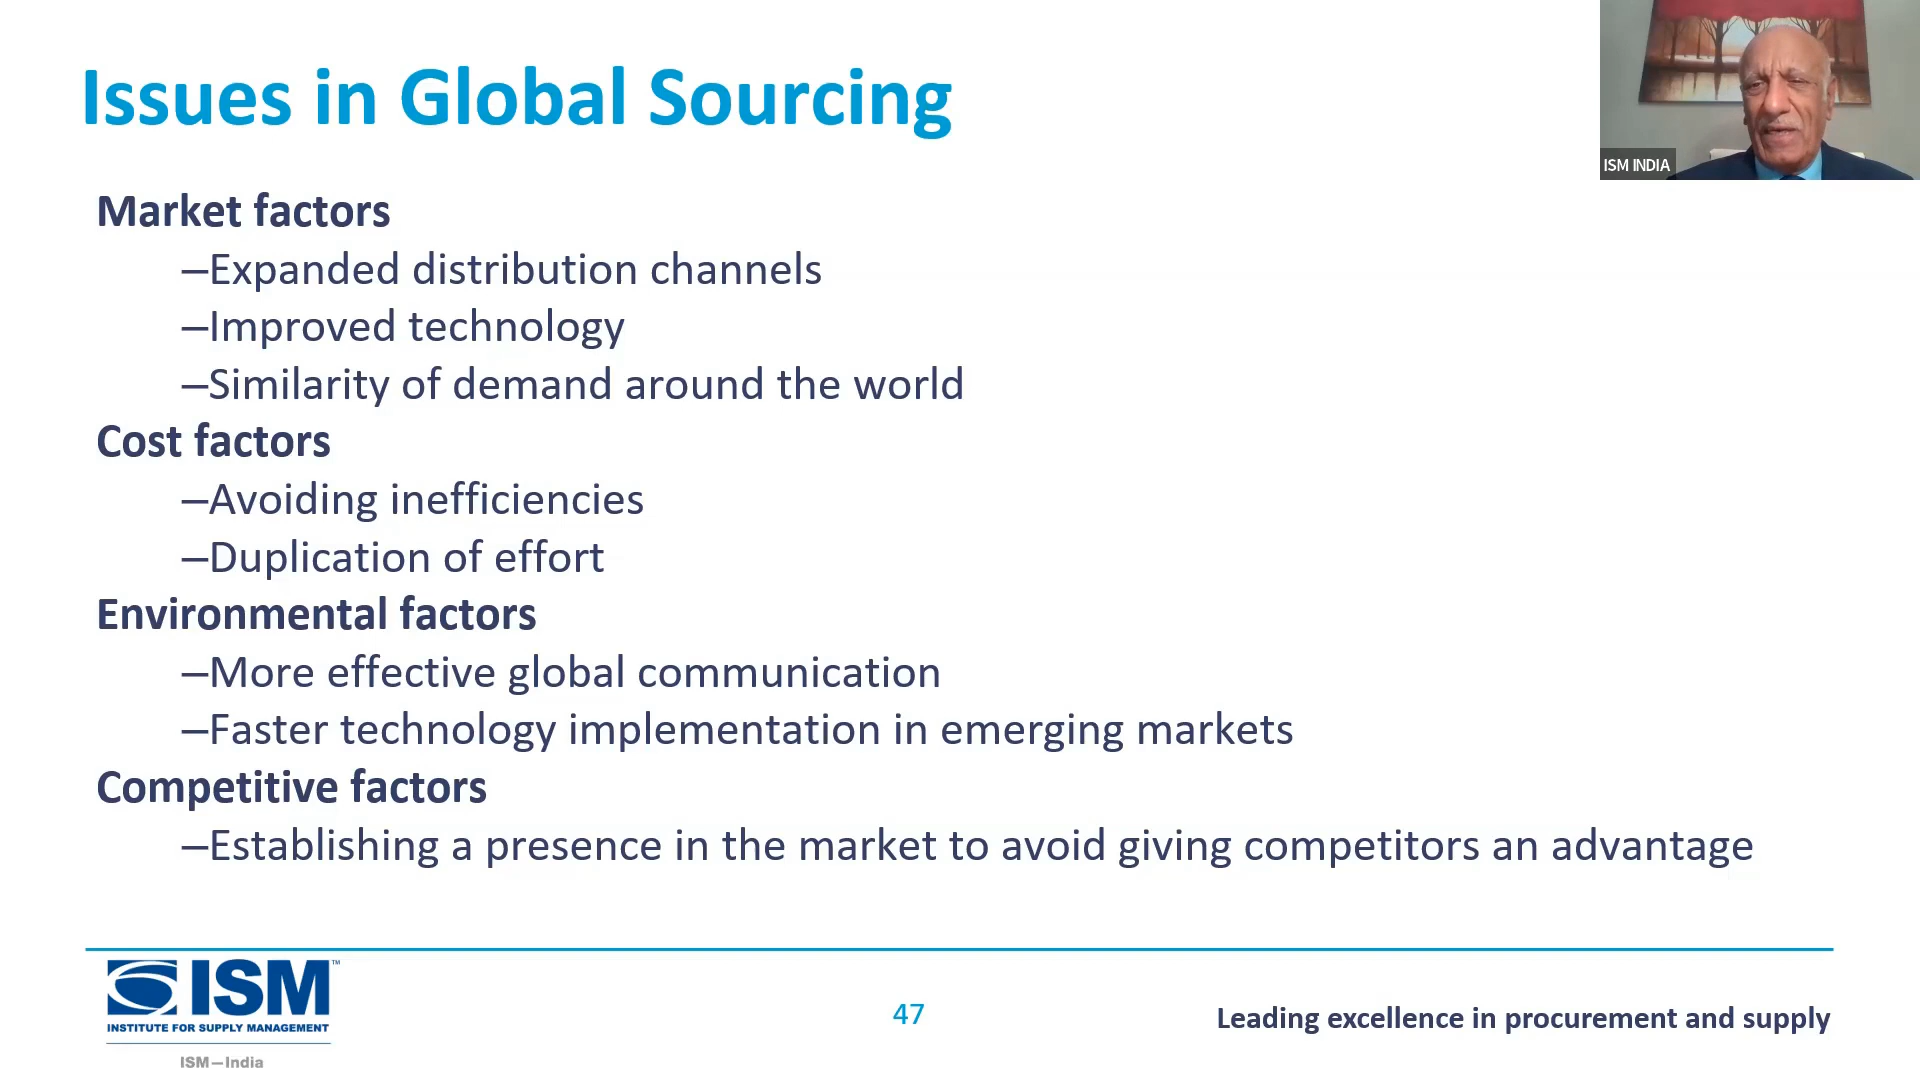 Issues in Global Sourcing
ISM INDIA
Market factors
–Expanded distribution channels
–Improved technology
–Similarity of demand around the world
Cost factors
–Avoiding inefficiencies
–Duplication of effort
Environmental factors
–More effective global communication
–Faster technology implementation in emerging markets
Competitive factors
–Establishing a presence in the market to avoid giving competitors an advantage
ISM™
INSTITUTE FOR SUPPLY MANAGEMENT
ISM—India
47
Leading excellence in procurement and supply